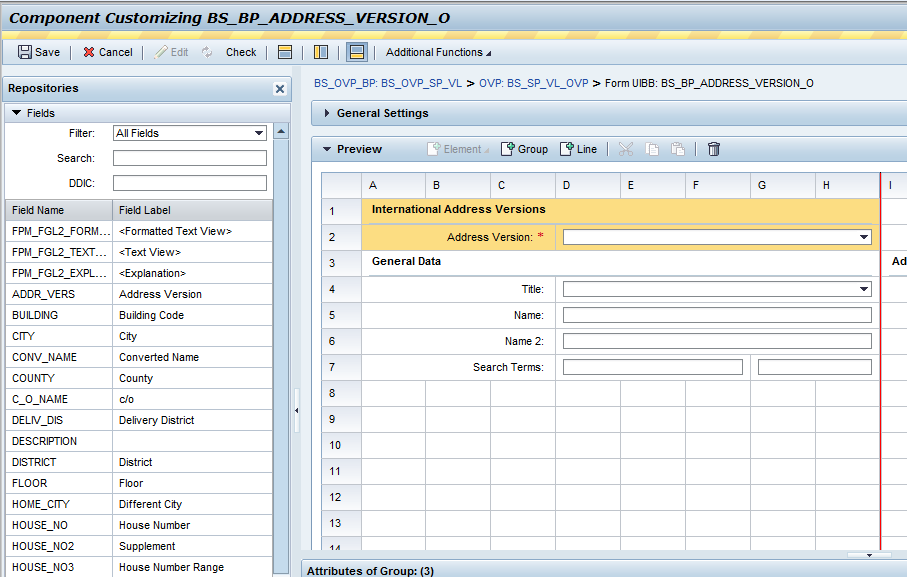 Component Customizing BS_BP_ADDRESS_VERSION_O
Save Cancel Edit Check Additional Functions
Repositories
Fields
Filter: All Fields
Search:
DDIC:
Field Name Field Label
FPM_FGL2_FORM... <Formatted Text View>
FPM_FGL2_TEXT... <Text View>
FPM_FGL2_EXPL... <Explanation>
ADDR_VERS Address Version
BUILDING Building Code
CITY City
CONV_NAME Converted Name
COUNTY County
C_O_NAME c/o
DELIV_DIS Delivery District
DESCRIPTION
DISTRICT District
FLOOR Floor
HOME_CITY Different City
HOUSE_NO House Number
HOUSE_NO2 Supplement
HOUSE_NO3 House Number Range
BS_OVP_BP: BS_OVP_SP_VL > OVP: BS_SP_VL_OVP > Form UIBB: BS_BP_ADDRESS_VERSION_O
General Settings
Preview Element Group Line
A B C D E F G H I
1 International Address Versions
2 Address Version: *
3 General Data Ad
4 Title:
5 Name:
6 Name 2:
7 Search Terms:
8
9
10
11
12
13
14
Attributes of Group: (3)